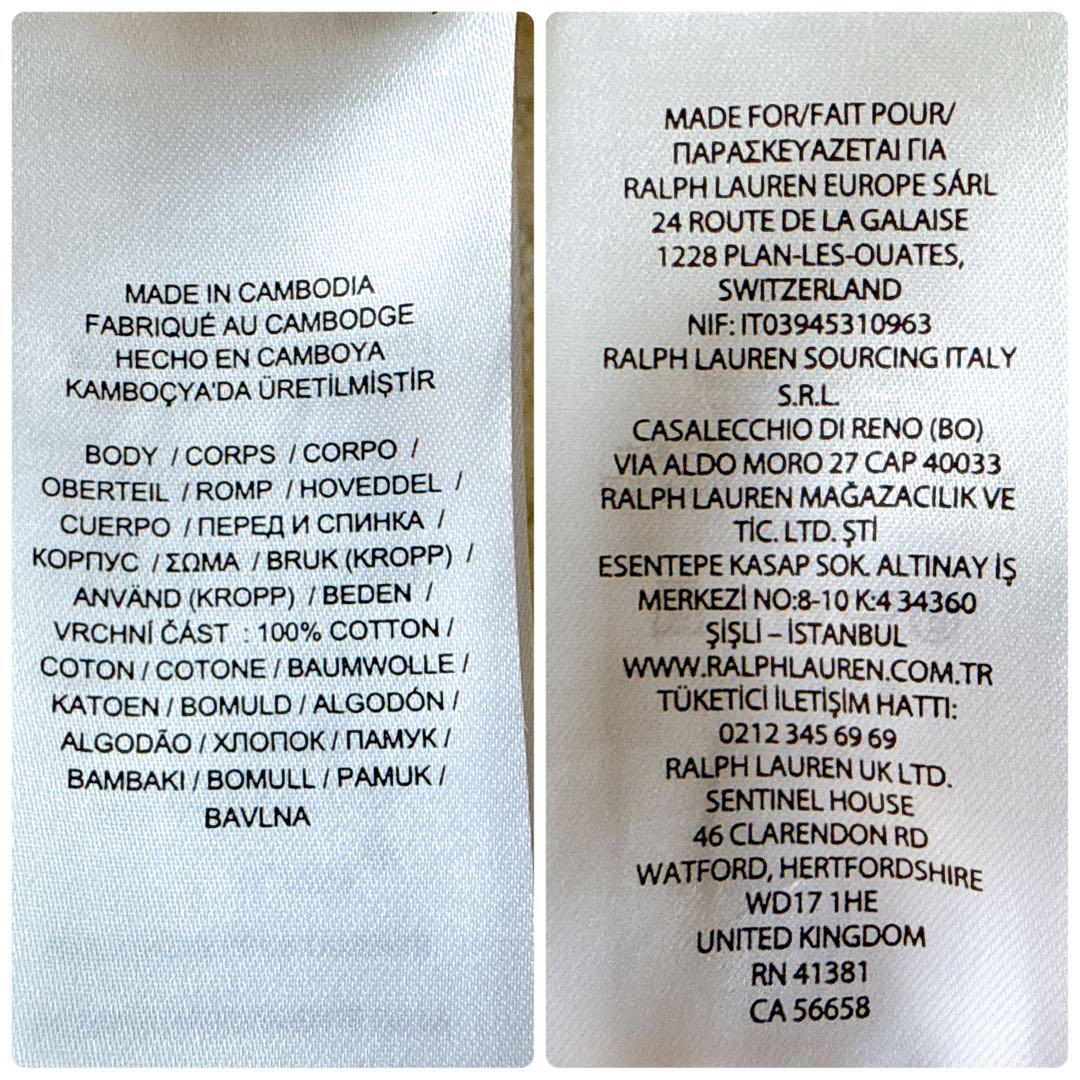 MADE IN CAMBODIA
FABRIQUÉ AU CAMBODGE
HECHO EN CAMBOYA
KAMBOÇYA'DA ÜRETİLMİŞTİR
BODY / CORPS / CORPO /
OBERTEIL / ROMP / HOVEDDEL /
CUERPO / ПЕРЕД И СПИНКА /
КОРПУС / ΣΩΜΑ / BRUK (KROPP) /
ANVÄND (KROPP) / BEDEN /
VRCHNÍ ČÁST : 100% COTTON /
COTON / COTONE / BAUMWOLLE /
KATOEN / BOMULD / ALGODÓN /
ALGODÃO / ХЛОПОК / ПАМУК /
BAMBAKI / BOMULL / PAMUK /
BAVLNA
MADE FOR/FAIT POUR/
ΠΑΡΑΣΚΕΥΑΖΕΤΑΙ ΓΙΑ
RALPH LAUREN EUROPE SÁRL
24 ROUTE DE LA GALAISE
1228 PLAN-LES-OUATES,
SWITZERLAND
NIF: IT03945310963
RALPH LAUREN SOURCING ITALY
S.R.L.
CASALECCHIO DI RENO (BO)
VIA ALDO MORO 27 CAP 40033
RALPH LAUREN MAĞAZACILIK VE
TİC. LTD. ŞTİ
ESENTEPE KASAP SOK. ALTINAY İŞ
MERKEZİ NO:8-10 K:4 34360
ŞİŞLİ – İSTANBUL
WWW.RALPHLAUREN.COM.TR
TÜKETİCİ İLETİŞİM HATTI:
0212 345 69 69
RALPH LAUREN UK LTD.
SENTINEL HOUSE
46 CLARENDON RD
WATFORD, HERTFORDSHIRE
WD17 1HE
UNITED KINGDOM
RN 41381
CA 56658